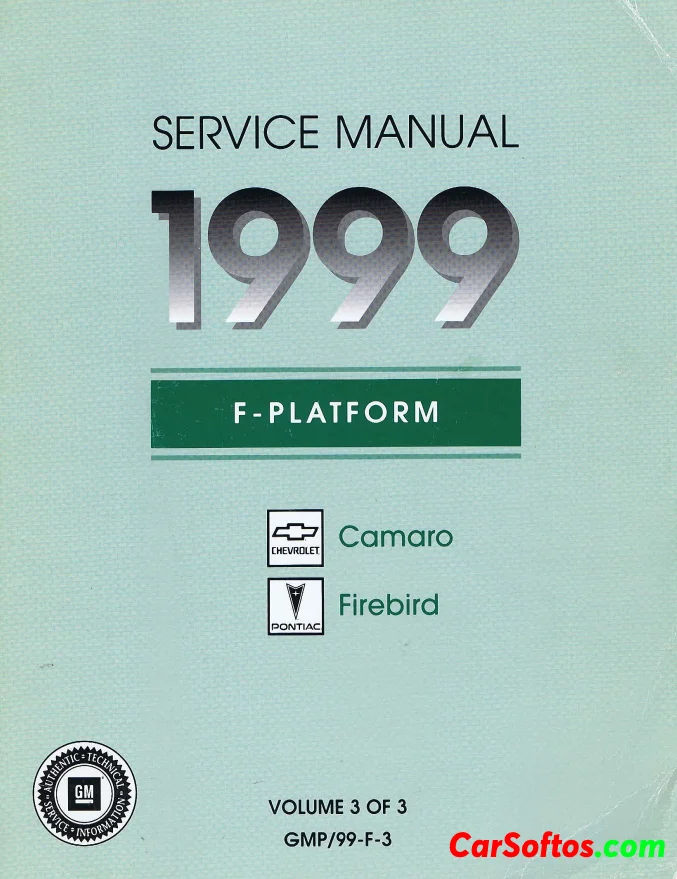 SERVICE MANUAL
1999
F-PLATFORM
CHEVROLET
Camaro
PONTIAC
Firebird
AUTHENTIC TECHNICAL
GM
SERVICE INFORMATION
VOLUME 3 OF 3
GMP/99-F-3
CarSoftos.com